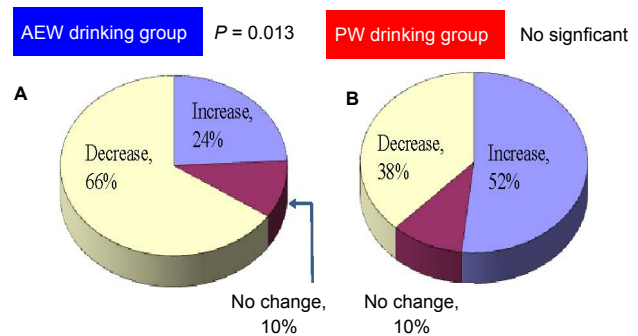 AEW drinking group
P = 0.013
PW drinking group
No signficant
A
Increase,
24%
Decrease,
66%
No change,
10%
B
Decrease,
38%
Increase,
52%
No change,
10%